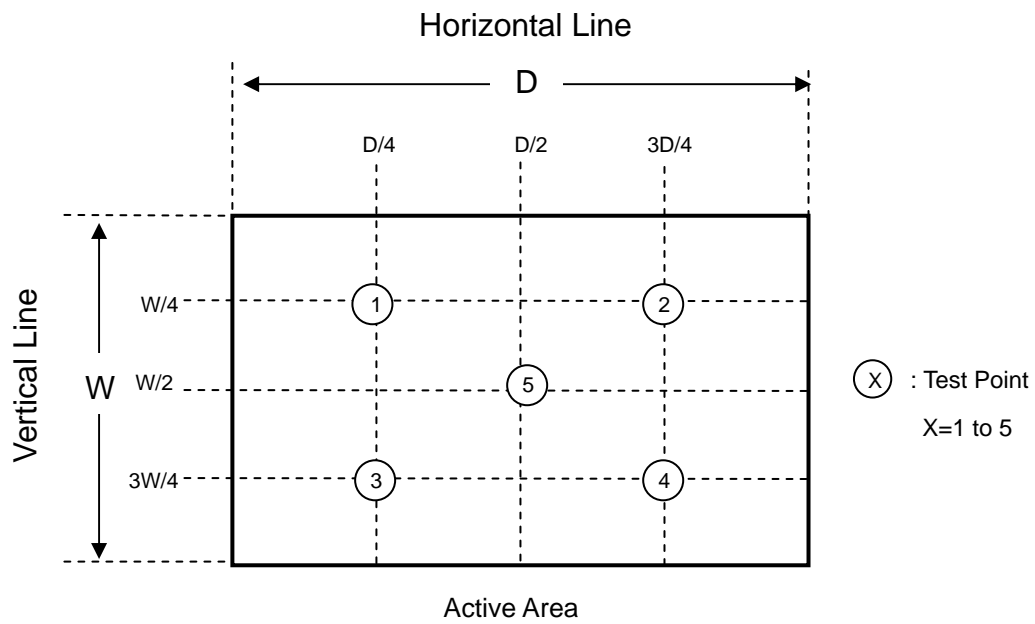 Horizontal Line
D
D/4 D/2 3D/4
Vertical Line
W
W/4
1 2
W/2
5
X : Test Point
X=1 to 5
3W/4
3 4
Active Area